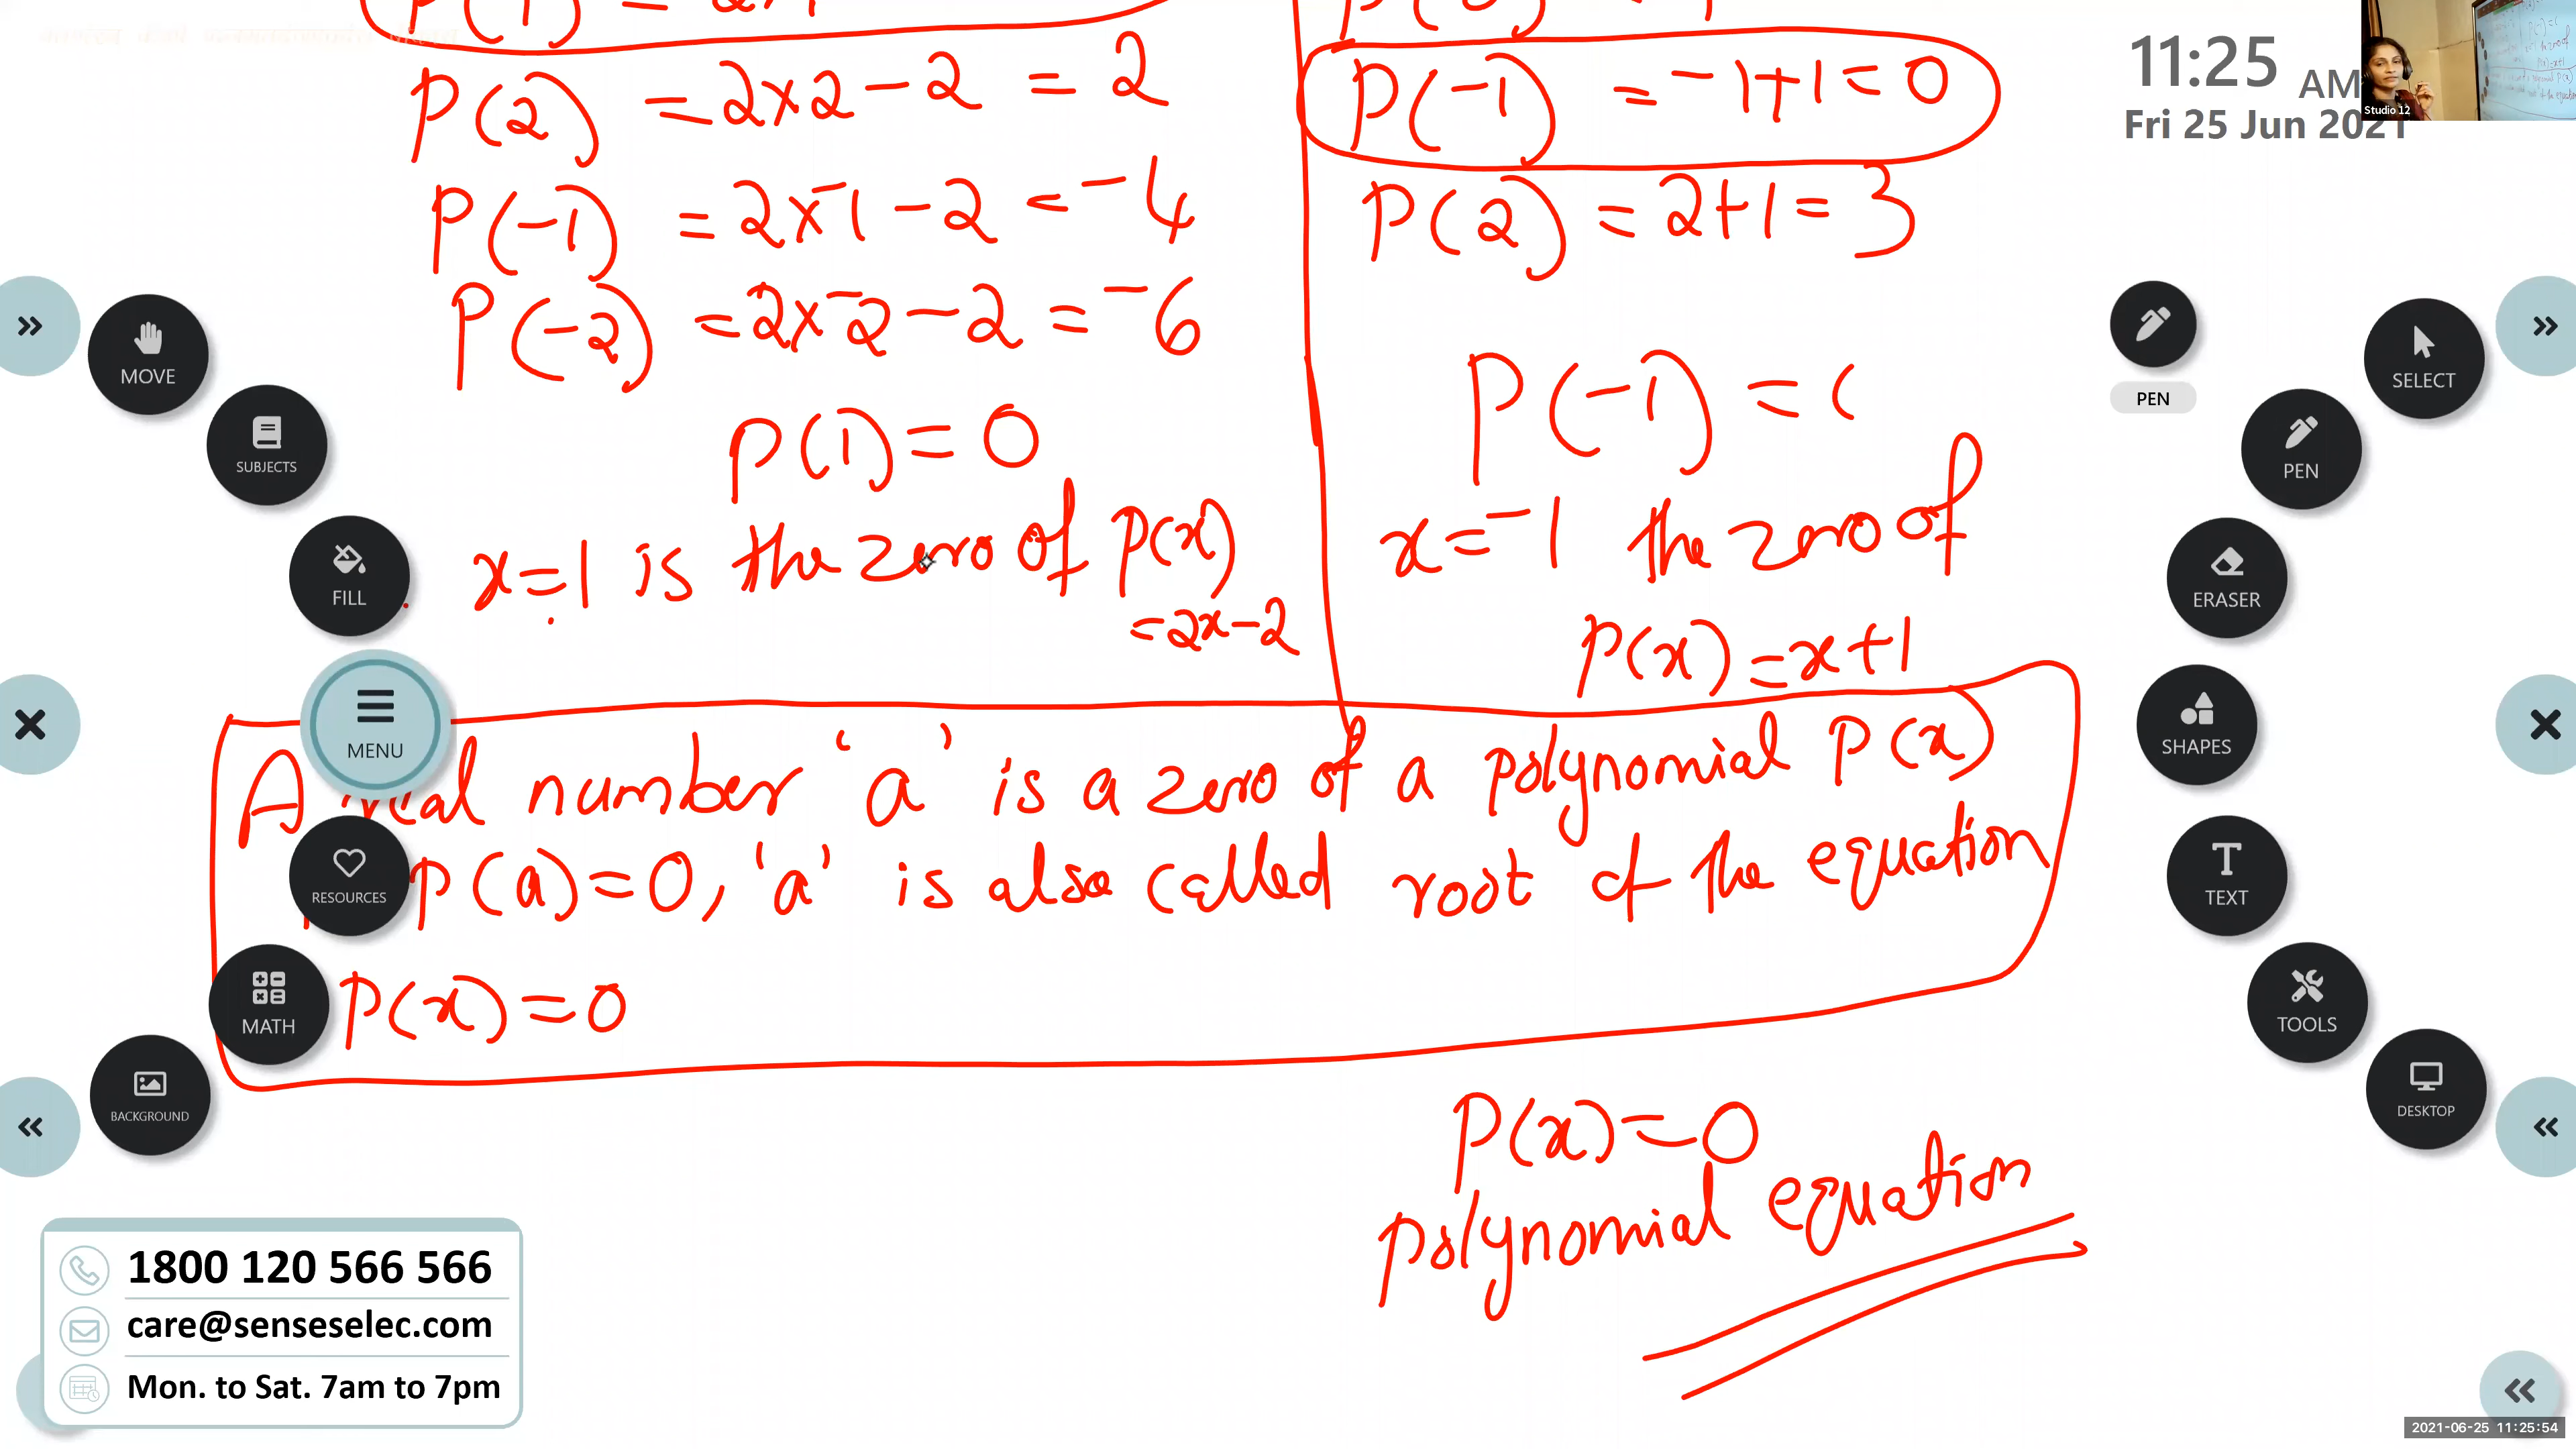 P(2) = 2x2-2 = 2
P(-1) = 2x⁻1-2 = ⁻4
P(-2) = 2x⁻2-2 = ⁻6
P(1) = 0
x=1 is the zero of P(x)
=2x-2
P(-1) = -1+1=0
P(2) = 2+1= 3
P(-1) = (
x=⁻1 the zero of
P(x)=x+1
A real number 'a' is a zero of a polynomial P(x)
P(a)=0, 'a' is also called root of the equation
P(x)=0
P(x)=0
polynomial equation
11:25 AM
Fri 25 Jun 2021
Studio 12
MOVE
SUBJECTS
FILL
MENU
RESOURCES
MATH
BACKGROUND
PEN
SELECT
PEN
ERASER
SHAPES
TEXT
TOOLS
DESKTOP
1800 120 566 566
care@senseselec.com
Mon. to Sat. 7am to 7pm
2021-06-25 11:25:54